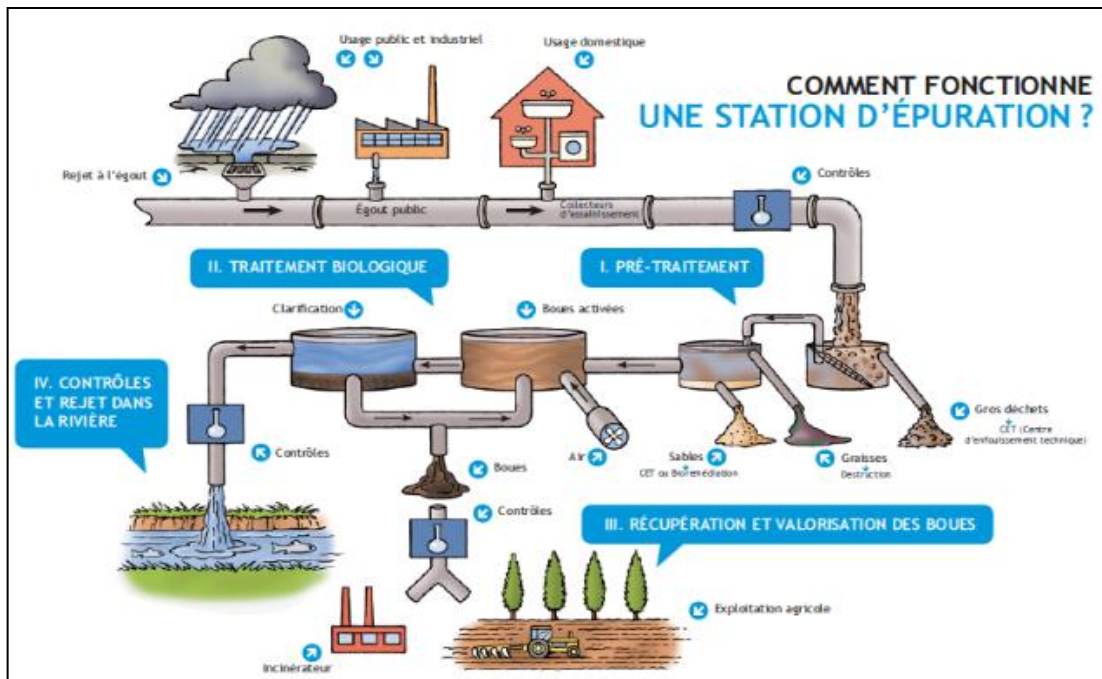 Usage public et industriel
Usage domestique
COMMENT FONCTIONNE
UNE STATION D'ÉPURATION ?
Rejet à l'égout
Contrôles
Égout public
Collecteurs
d'assainissement
II. TRAITEMENT BIOLOGIQUE
I. PRÉ-TRAITEMENT
Clarification
Boues activées
IV. CONTRÔLES
ET REJET DANS
LA RIVIÈRE
Gros déchets
CET (Centre
d'enfouissement technique)
Contrôles
Boues
Air
Sables
CET ou Bioremédiation
Graisses
Destruction
Contrôles
III. RÉCUPÉRATION ET VALORISATION DES BOUES
Exploitation agricole
Incinérateur